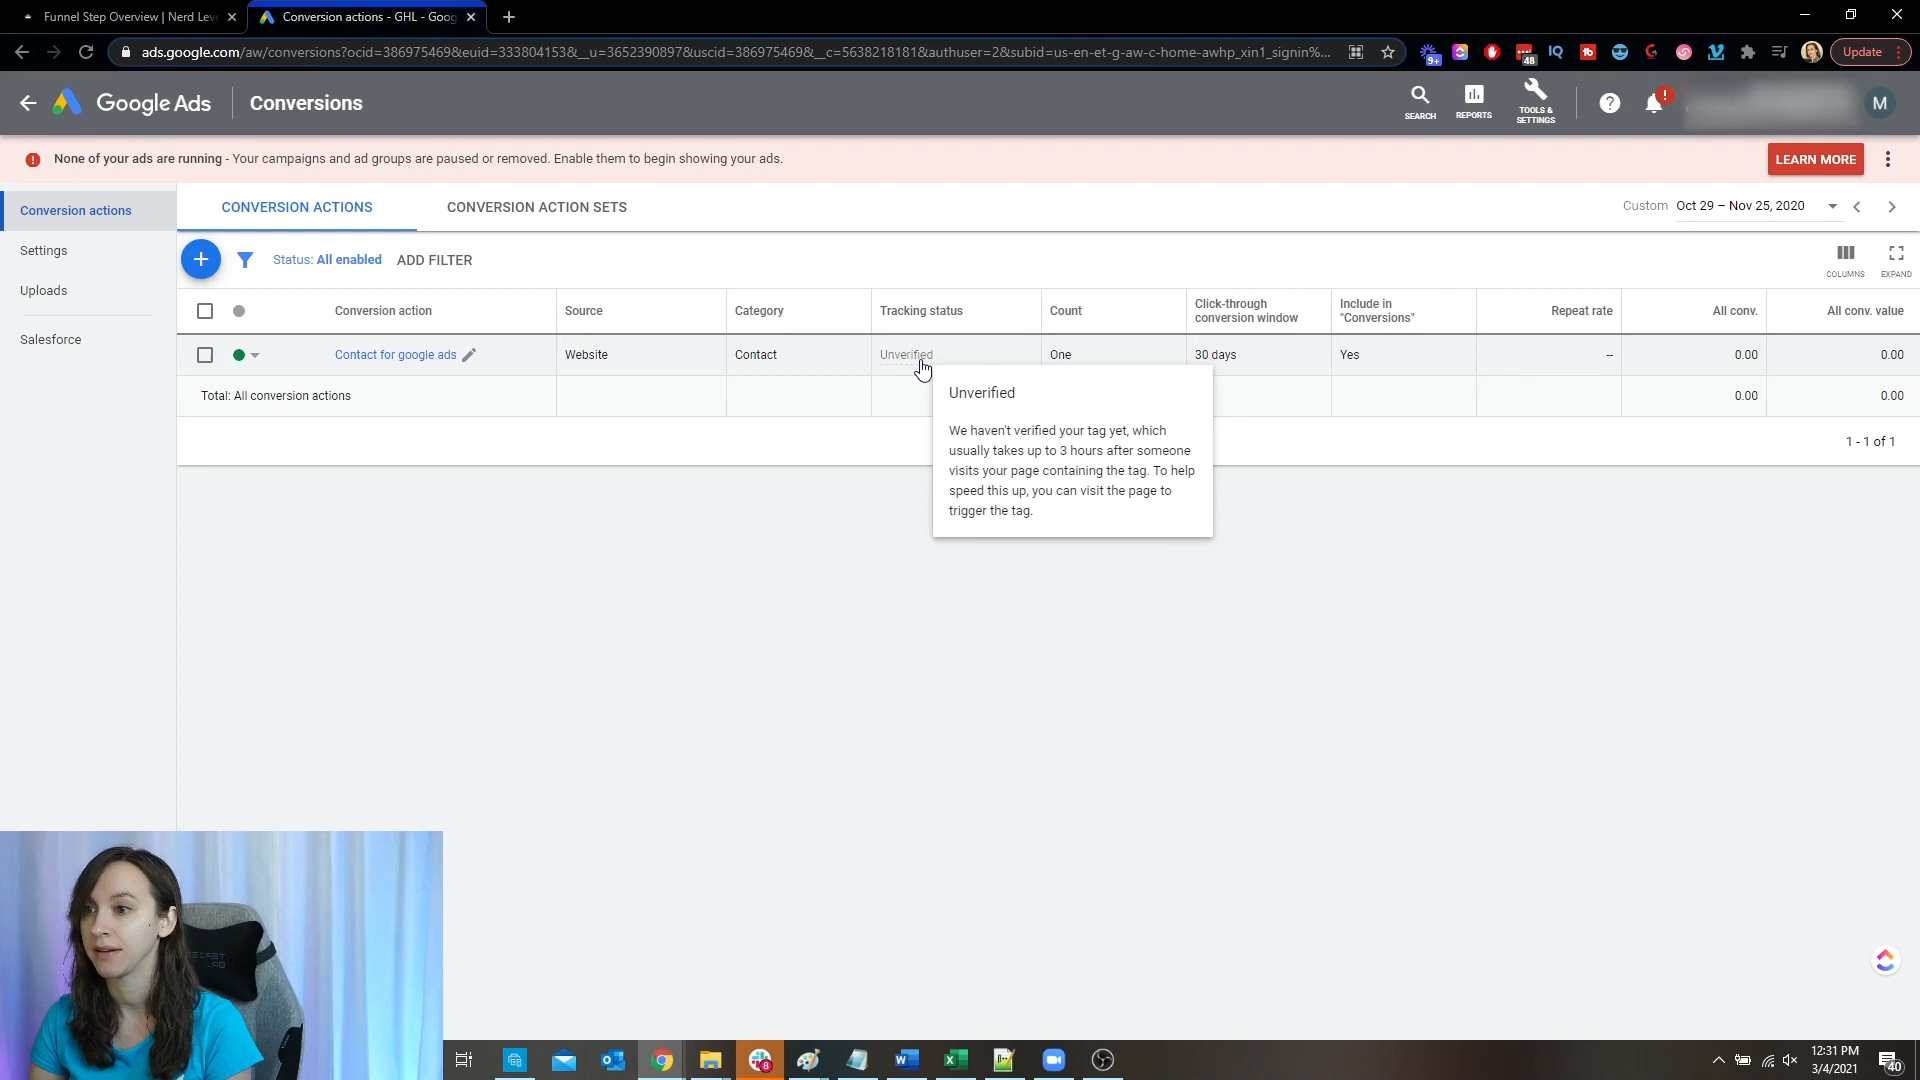 Funnel Step Overview | Nerd Leve
Conversion actions - GHL - Goog
ads.google.com/aw/conversions?ocid=386975469&euid=333804153&__u=3652390897&uscid=386975469&__c=5638218181&authuser=2&subid=us-en-et-g-aw-c-home-awhp_xin1_signin%...
9+
48
IQ
Update
Google Ads
Conversions
SEARCH
REPORTS
TOOLS & SETTINGS
M
None of your ads are running - Your campaigns and ad groups are paused or removed. Enable them to begin showing your ads.
LEARN MORE
Conversion actions
Settings
Uploads
Salesforce
CONVERSION ACTIONS
CONVERSION ACTION SETS
Custom Oct 29 – Nov 25, 2020
Status: All enabled
ADD FILTER
COLUMNS
EXPAND
Conversion action
Source
Category
Tracking status
Count
Click-through
conversion window
Include in
"Conversions"
Repeat rate
All conv.
All conv. value
Contact for google ads
Website
Contact
Unverified
One
30 days
Yes
–
0.00
0.00
Total: All conversion actions
0.00
0.00
1 - 1 of 1
Unverified
We haven't verified your tag yet, which
usually takes up to 3 hours after someone
visits your page containing the tag. To help
speed this up, you can visit the page to
trigger the tag.
12:31 PM
3/4/2021
40
8